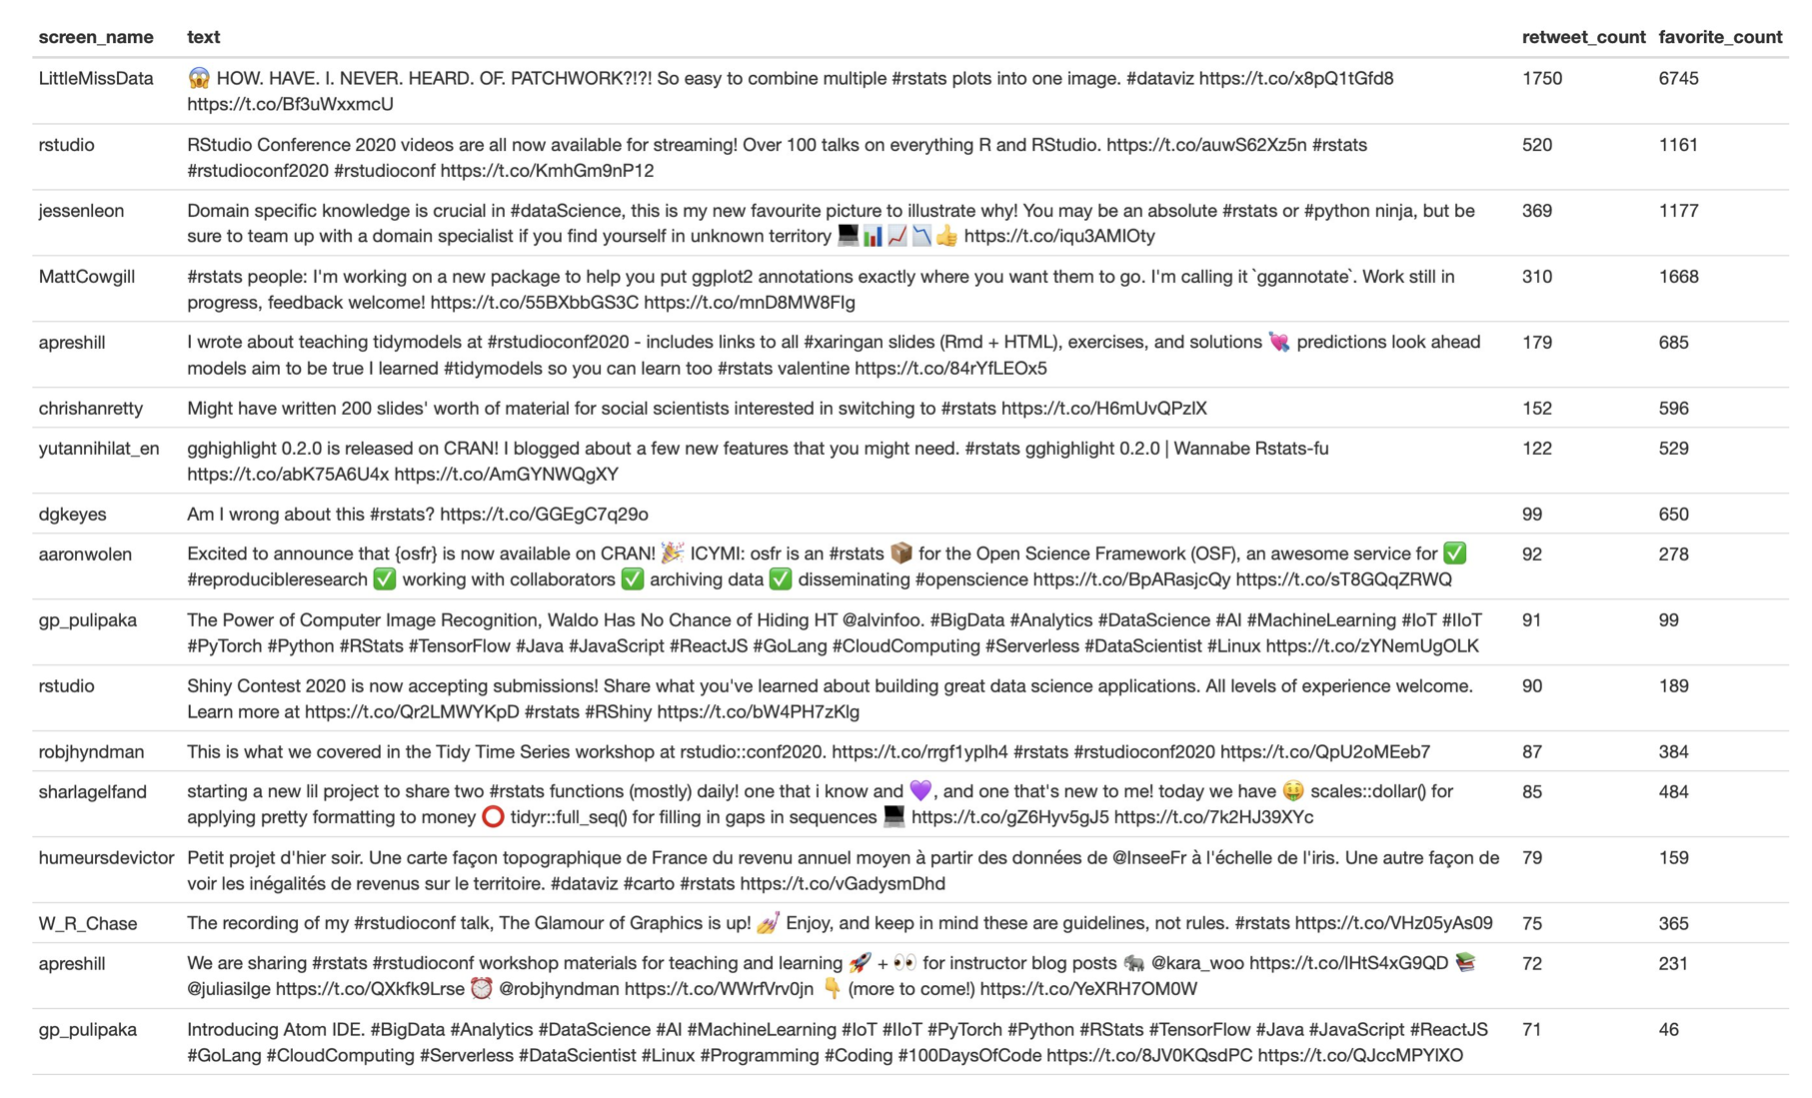 screen_name text retweet_count favorite_count
LittleMissData 😱 HOW. HAVE. I. NEVER. HEARD. OF. PATCHWORK?!?! So easy to combine multiple #rstats plots into one image. #dataviz https://t.co/x8pQ1tGfd8 1750 6745
https://t.co/Bf3uWxxmcU
rstudio RStudio Conference 2020 videos are all now available for streaming! Over 100 talks on everything R and RStudio. https://t.co/auwS62Xz5n #rstats 520 1161
#rstudioconf2020 #rstudioconf https://t.co/KmhGm9nP12
jessenleon Domain specific knowledge is crucial in #dataScience, this is my new favourite picture to illustrate why! You may be an absolute #rstats or #python ninja, but be 369 1177
sure to team up with a domain specialist if you find yourself in unknown territory 💻📊📈📉👍 https://t.co/iqu3AMIOty
MattCowgill #rstats people: I'm working on a new package to help you put ggplot2 annotations exactly where you want them to go. I'm calling it `ggannotate`. Work still in 310 1668
progress, feedback welcome! https://t.co/55BXbbGS3C https://t.co/mnD8MW8FIg
apreshill I wrote about teaching tidymodels at #rstudioconf2020 - includes links to all #xaringan slides (Rmd + HTML), exercises, and solutions 💘 predictions look ahead 179 685
models aim to be true I learned #tidymodels so you can learn too #rstats valentine https://t.co/84rYfLEOx5
chrishanretty Might have written 200 slides' worth of material for social scientists interested in switching to #rstats https://t.co/H6mUvQPzIX 152 596
yutannihilat_en gghighlight 0.2.0 is released on CRAN! I blogged about a few new features that you might need. #rstats gghighlight 0.2.0 | Wannabe Rstats-fu 122 529
https://t.co/abK75A6U4x https://t.co/AmGYNWQgXY
dgkeyes Am I wrong about this #rstats? https://t.co/GGEgC7q29o 99 650
aaronwolen Excited to announce that {osfr} is now available on CRAN! 🎉 ICYMI: osfr is an #rstats 📦 for the Open Science Framework (OSF), an awesome service for ✅ 92 278
#reproducibleresearch ✅ working with collaborators ✅ archiving data ✅ disseminating #openscience https://t.co/BpARasjcQy https://t.co/sT8GQqZRWQ
gp_pulipaka The Power of Computer Image Recognition, Waldo Has No Chance of Hiding HT @alvinfoo. #BigData #Analytics #DataScience #AI #MachineLearning #IoT #IIoT 91 99
#PyTorch #Python #RStats #TensorFlow #Java #JavaScript #ReactJS #GoLang #CloudComputing #Serverless #DataScientist #Linux https://t.co/zYNemUgOLK
rstudio Shiny Contest 2020 is now accepting submissions! Share what you've learned about building great data science applications. All levels of experience welcome. 90 189
Learn more at https://t.co/Qr2LMWYKpD #rstats #RShiny https://t.co/bW4PH7zKlg
robjhyndman This is what we covered in the Tidy Time Series workshop at rstudio::conf2020. https://t.co/rrgf1yplh4 #rstats #rstudioconf2020 https://t.co/QpU2oMEeb7 87 384
sharlagelfand starting a new lil project to share two #rstats functions (mostly) daily! one that i know and 💜, and one that's new to me! today we have 🤑 scales::dollar() for 85 484
applying pretty formatting to money ⭕ tidyr::full_seq() for filling in gaps in sequences 💻 https://t.co/gZ6Hyv5gJ5 https://t.co/7k2HJ39XYc
humeursdevictor Petit projet d'hier soir. Une carte façon topographique de France du revenu annuel moyen à partir des données de @InseeFr à l'échelle de l'iris. Une autre façon de 79 159
voir les inégalités de revenus sur le territoire. #dataviz #carto #rstats https://t.co/vGadysmDhd
W_R_Chase The recording of my #rstudioconf talk, The Glamour of Graphics is up! 💅 Enjoy, and keep in mind these are guidelines, not rules. #rstats https://t.co/VHz05yAs09 75 365
apreshill We are sharing #rstats #rstudioconf workshop materials for teaching and learning 🚀 + 👀 for instructor blog posts 🐘 @kara_woo https://t.co/lHtS4xG9QD 📚 72 231
@juliasilge https://t.co/QXkfk9Lrse ⏰ @robjhyndman https://t.co/WWrfVrv0jn 👇 (more to come!) https://t.co/YeXRH7OM0W
gp_pulipaka Introducing Atom IDE. #BigData #Analytics #DataScience #AI #MachineLearning #IoT #IIoT #PyTorch #Python #RStats #TensorFlow #Java #JavaScript #ReactJS 71 46
#GoLang #CloudComputing #Serverless #DataScientist #Linux #Programming #Coding #100DaysOfCode https://t.co/8JV0KQsdPC https://t.co/QJccMPYlXO